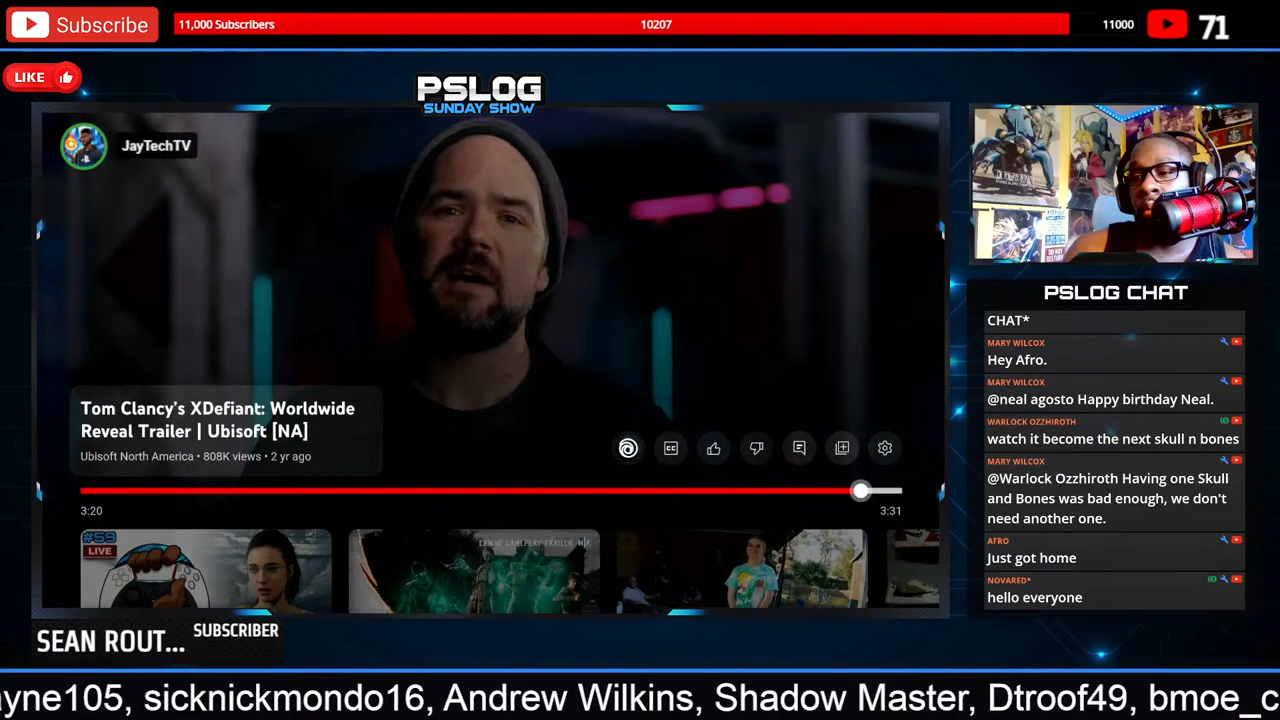 Subscribe
11,000 Subscribers
10207
11000
71
LIKE
PSLOG
SUNDAY SHOW
JayTechTV
Tom Clancy's XDefiant: Worldwide
Reveal Trailer | Ubisoft [NA]
Ubisoft North America • 808K views • 2 yr ago
CC
3:20
3:31
#59
LIVE
PSLOG CHAT
CHAT*
MARY WILCOX
Hey Afro.
MARY WILCOX
@neal agosto Happy birthday Neal.
WARLOCK OZZHIROTH
watch it become the next skull n bones
MARY WILCOX
@Warlock Ozzhiroth Having one Skull
and Bones was bad enough, we don't
need another one.
AFRO
Just got home
NOVARED*
hello everyone
SEAN ROUT...
SUBSCRIBER
ayne105, sicknickmondo16, Andrew Wilkins, Shadow Master, Dtroof49, bmoe_c